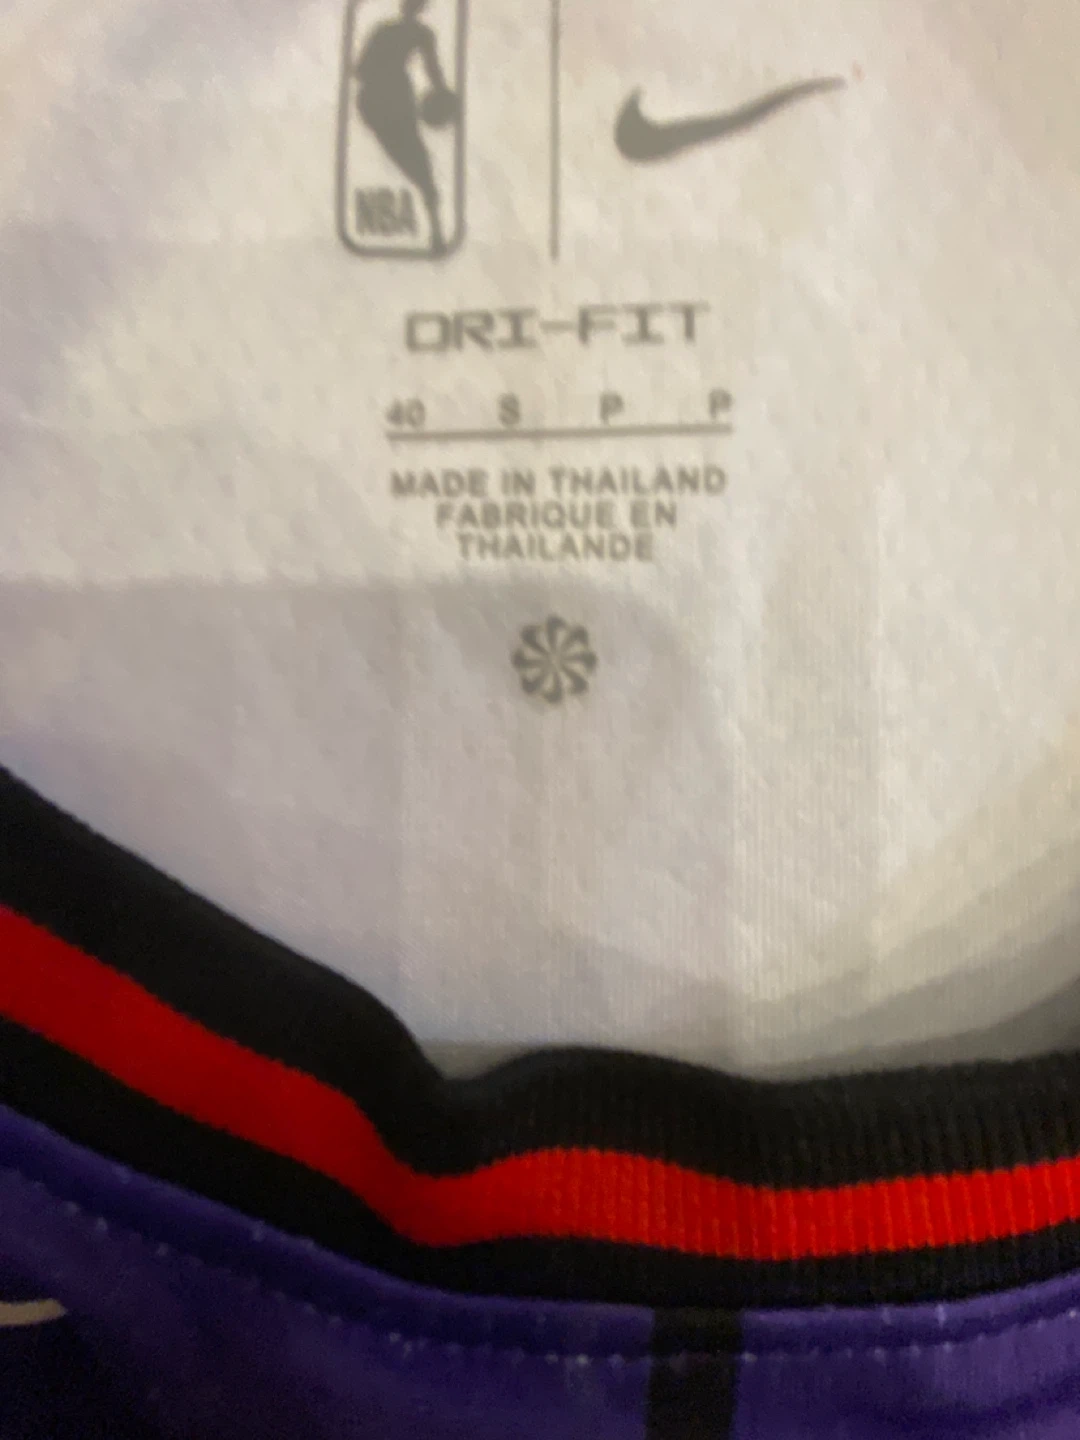 NBA
DRI-FIT
40 S P P
MADE IN THAILAND
FABRIQUE EN
THAILANDE